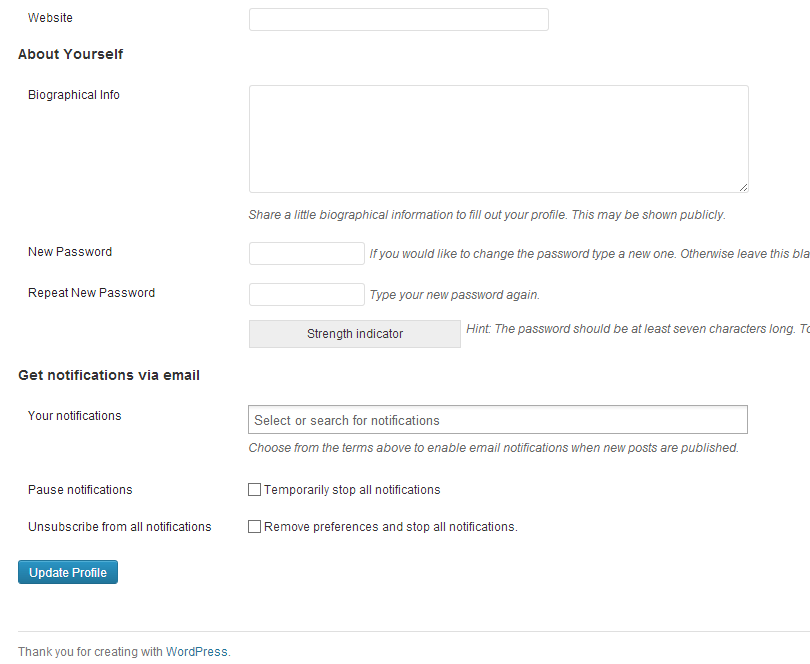 Website
About Yourself
Biographical Info
Share a little biographical information to fill out your profile. This may be shown publicly.
New Password
If you would like to change the password type a new one. Otherwise leave this
Repeat New Password
Type your new password again.
Strength indicator
Hint: The password should be at least seven characters long.
Get notifications via email
Your notifications
Select or search for notifications
Choose from the terms above to enable email notifications when new posts are published.
Pause notifications
Temporarily stop all notifications
Unsubscribe from all notifications
Remove preferences and stop all notifications.
Update Profile
Thank you for creating with WordPress.